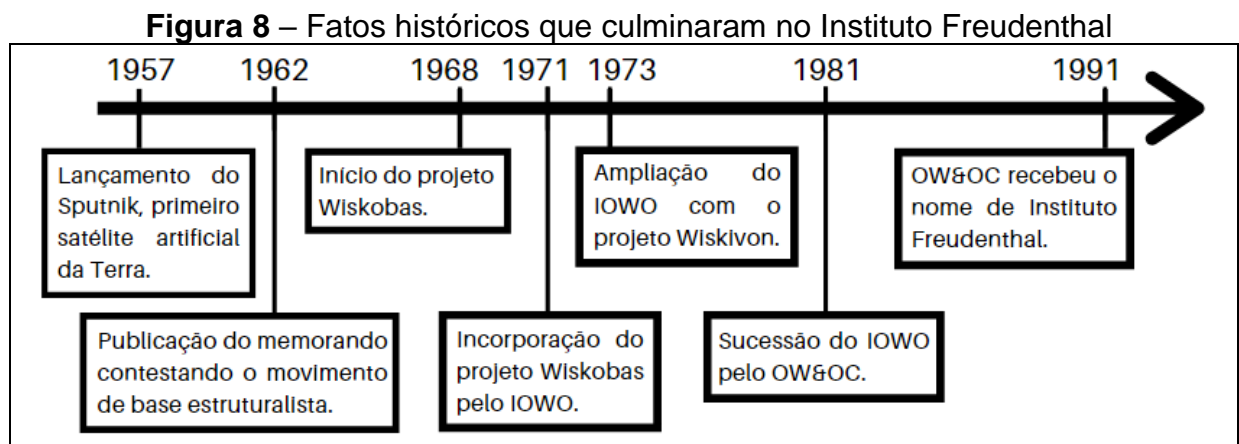 Figura 8 – Fatos históricos que culminaram no Instituto Freudenthal
1957 1962 1968 1971 1973 1981 1991
Lançamento do
Sputnik, primeiro
satélite artificial
da Terra.
Publicação do memorando
contestando o movimento
de base estruturalista.
Início do projeto
Wiskobas.
Incorporação do
projeto Wiskobas
pelo IOWO.
Ampliação do
IOWO com o
projeto Wiskivon.
Sucessão do IOWO
pelo OW&OC.
OW&OC recebeu o
nome de Instituto
Freudenthal.